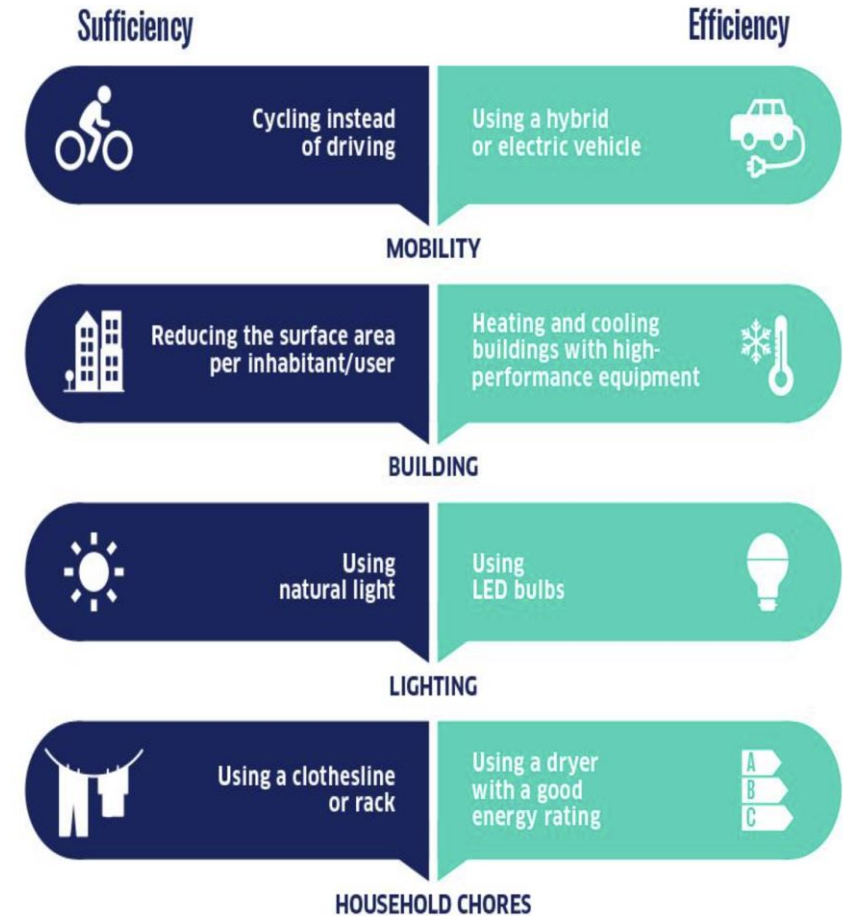 Sufficiency
Efficiency
Cycling instead
of driving
Using a hybrid
or electric vehicle
MOBILITY
Reducing the surface area
per inhabitant/user
Heating and cooling
buildings with high-
performance equipment
BUILDING
Using
natural light
Using
LED bulbs
LIGHTING
Using a clothesline
or rack
Using a dryer
with a good
energy rating
A
B
C
HOUSEHOLD CHORES